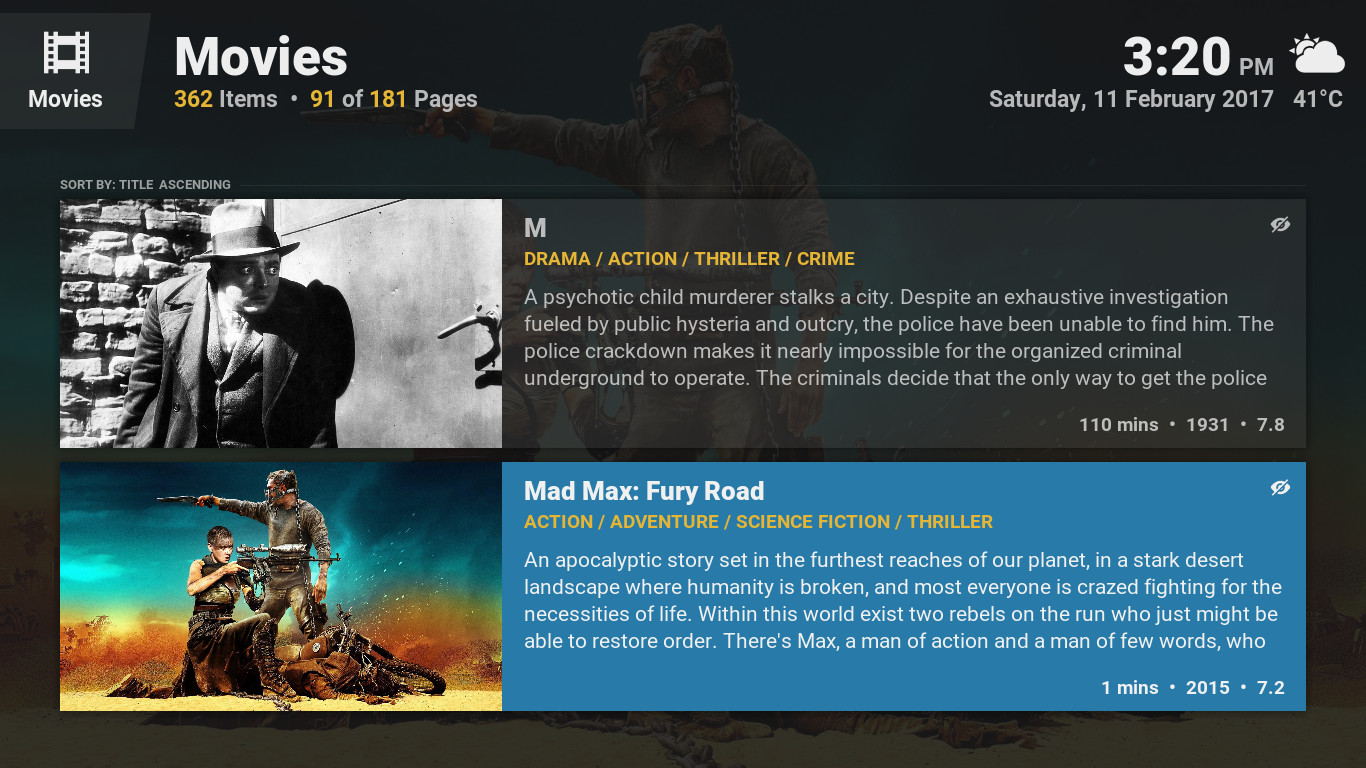 Movies
Movies
362 Items • 91 of 181 Pages
3:20 PM
Saturday, 11 February 2017 41°C
SORT BY: TITLE ASCENDING
M
DRAMA / ACTION / THRILLER / CRIME
A psychotic child murderer stalks a city. Despite an exhaustive investigation
fueled by public hysteria and outcry, the police have been unable to find him. The
police crackdown makes it nearly impossible for the organized criminal
underground to operate. The criminals decide that the only way to get the police
110 mins • 1931 • 7.8
Mad Max: Fury Road
ACTION / ADVENTURE / SCIENCE FICTION / THRILLER
An apocalyptic story set in the furthest reaches of our planet, in a stark desert
landscape where humanity is broken, and most everyone is crazed fighting for the
necessities of life. Within this world exist two rebels on the run who just might be
able to restore order. There's Max, a man of action and a man of few words, who
1 mins • 2015 • 7.2